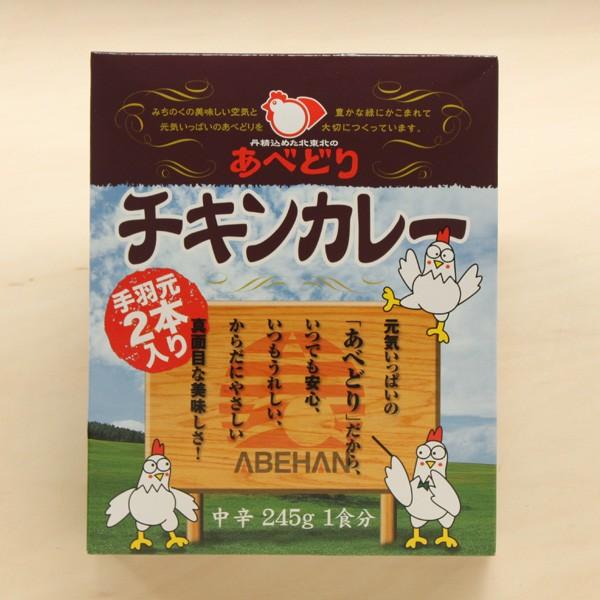 みちのくの美味しい空気と
元気いっぱいのあべどりを
豊かな緑にかこまれて
大切につくっています。
丹精込めた北東北の
あべどり
チキンカレー
手羽元
2本
入り
元気いっぱいの
「あべどり」だから、
いつでも安心、
いつもうれしい、
からだにやさしい
真面目な美味しさ！
ABEHAN
中辛 245g 1食分